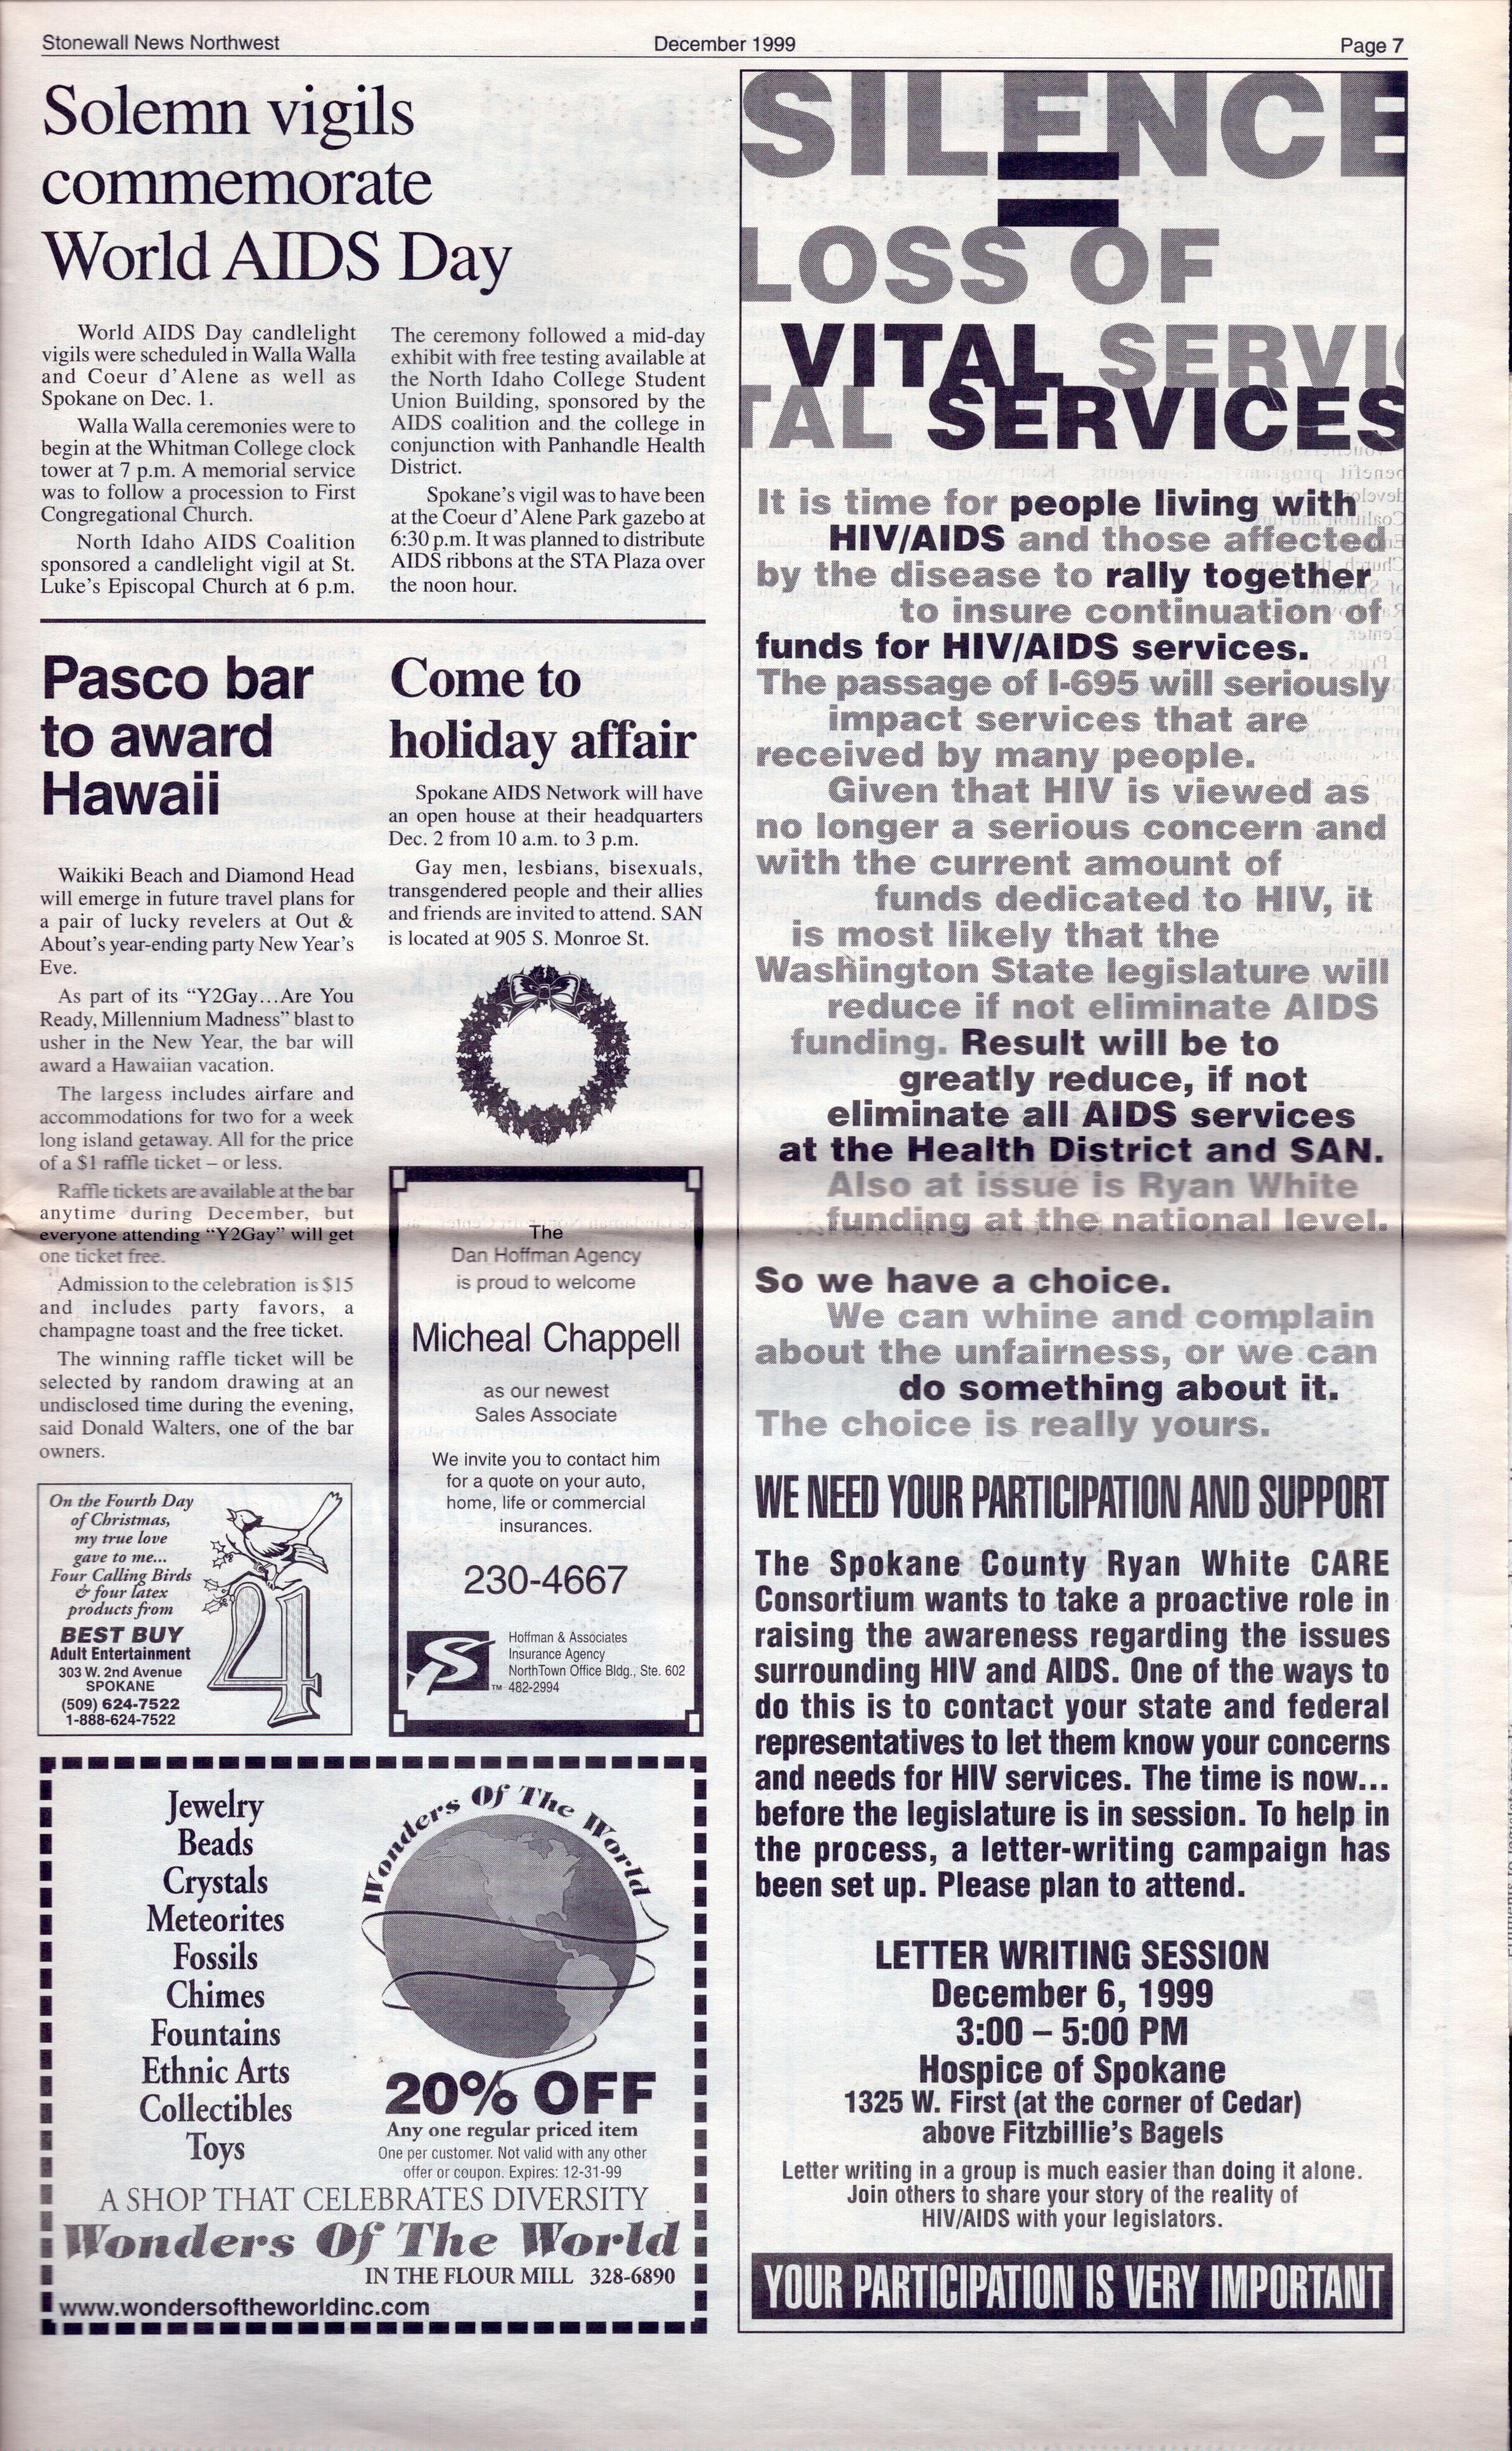 Stonewall News Northwest
December 1999
Page 7
Solemn vigils
commemorate
World AIDS Day
World AIDS Day candlelight
vigils were scheduled in Walla Walla
and Coeur d'Alene as well as
Spokane on Dec. 1.
Walla Walla ceremonies were to
begin at the Whitman College clock
tower at 7 p.m. A memorial service
was to follow a procession to First
Congregational Church.
North Idaho AIDS Coalition
sponsored a candlelight vigil at St.
Luke's Episcopal Church at 6 p.m.
The ceremony followed a mid-day
exhibit with free testing available at
the North Idaho College Student
Union Building, sponsored by the
AIDS coalition and the college in
conjunction with Panhandle Health
District.
Spokane's vigil was to have been
at the Coeur d'Alene Park gazebo at
6:30 p.m. It was planned to distribute
AIDS ribbons at the STA Plaza over
the noon hour.
Pasco bar
to award
Hawaii
Waikiki Beach and Diamond Head
will emerge in future travel plans for
a pair of lucky revelers at Out &
About's year-ending party New Year's
Eve.
As part of its "Y2Gay...Are You
Ready, Millennium Madness" blast to
usher in the New Year, the bar will
award a Hawaiian vacation.
The largess includes airfare and
accommodations for two for a week
long island getaway. All for the price
of a $1 raffle ticket – or less.
Raffle tickets are available at the bar
anytime during December, but
everyone attending "Y2Gay" will get
one ticket free.
Admission to the celebration is $15
and includes party favors, a
champagne toast and the free ticket.
The winning raffle ticket will be
selected by random drawing at an
undisclosed time during the evening,
said Donald Walters, one of the bar
owners.
Come to
holiday affair
Spokane AIDS Network will have
an open house at their headquarters
Dec. 2 from 10 a.m. to 3 p.m.
Gay men, lesbians, bisexuals,
transgendered people and their allies
and friends are invited to attend. SAN
is located at 905 S. Monroe St.
On the Fourth Day
of Christmas,
my true love
gave to me...
Four Calling Birds
& four latex
products from
BEST BUY
Adult Entertainment
303 W. 2nd Avenue
SPOKANE
(509) 624-7522
1-888-624-7522
4
The
Dan Hoffman Agency
is proud to welcome
Micheal Chappell
as our newest
Sales Associate
We invite you to contact him
for a quote on your auto,
home, life or commercial
insurances.
230-4667
Hoffman & Associates
Insurance Agency
NorthTown Office Bldg., Ste. 602
TM 482-2994
Jewelry
Beads
Crystals
Meteorites
Fossils
Chimes
Fountains
Ethnic Arts
Collectibles
Toys
Wonders Of The World
20% OFF
Any one regular priced item
One per customer. Not valid with any other
offer or coupon. Expires: 12-31-99
A SHOP THAT CELEBRATES DIVERSITY
Wonders Of The World
IN THE FLOUR MILL 328-6890
www.wondersoftheworldinc.com
SILENCE
=
LOSS OF
VITAL SERVI
TAL SERVICES
It is time for people living with
HIV/AIDS and those affected
by the disease to rally together
to insure continuation of
funds for HIV/AIDS services.
The passage of I-695 will seriously
impact services that are
received by many people.
Given that HIV is viewed as
no longer a serious concern and
with the current amount of
funds dedicated to HIV, it
is most likely that the
Washington State legislature will
reduce if not eliminate AIDS
funding. Result will be to
greatly reduce, if not
eliminate all AIDS services
at the Health District and SAN.
Also at issue is Ryan White
funding at the national level.
So we have a choice.
We can whine and complain
about the unfairness, or we can
do something about it.
The choice is really yours.
WE NEED YOUR PARTICIPATION AND SUPPORT
The Spokane County Ryan White CARE
Consortium wants to take a proactive role in
raising the awareness regarding the issues
surrounding HIV and AIDS. One of the ways to
do this is to contact your state and federal
representatives to let them know your concerns
and needs for HIV services. The time is now...
before the legislature is in session. To help in
the process, a letter-writing campaign has
been set up. Please plan to attend.
LETTER WRITING SESSION
December 6, 1999
3:00 – 5:00 PM
Hospice of Spokane
1325 W. First (at the corner of Cedar)
above Fitzbillie's Bagels
Letter writing in a group is much easier than doing it alone.
Join others to share your story of the reality of
HIV/AIDS with your legislators.
YOUR PARTICIPATION IS VERY IMPORTANT